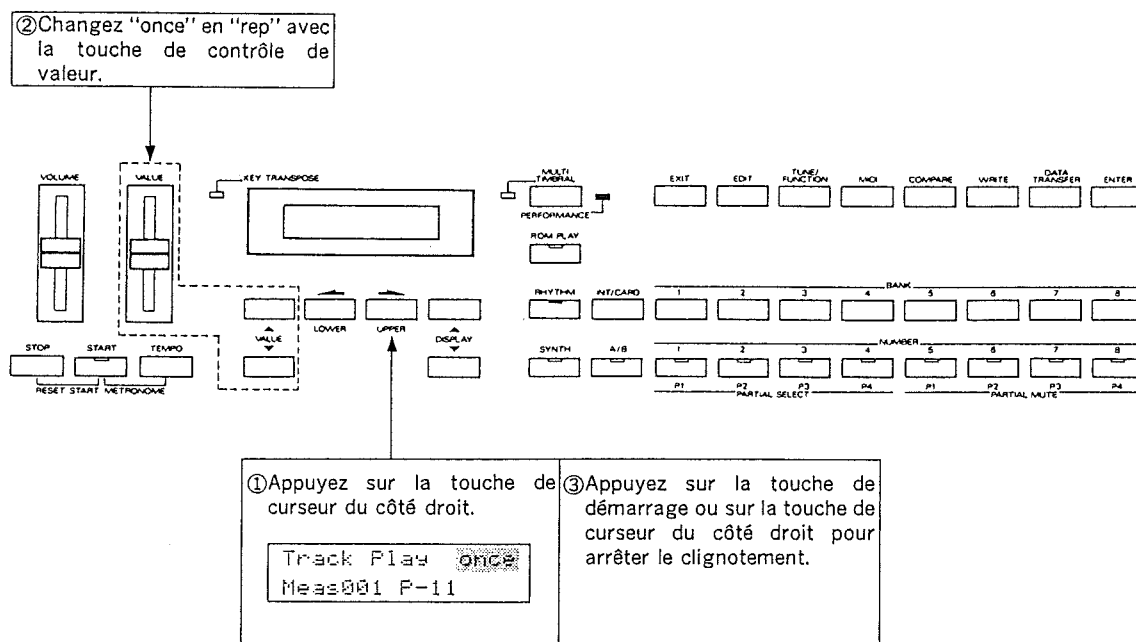 ②Changez "once" en "rep" avec
la touche de contrôle de
valeur.
VOLUME
VALUE
KEY TRANSPOSE
MULTI
TIMBRAL
PERFORMANCE
EXIT
EDIT
TUNE/
FUNCTION
MIDI
COMPARE
WRITE
DATA
TRANSFER
ENTER
ROM PLAY
RHYTHM
INT/CARD
BANK
1 2 3 4 5 6 7 8
LOWER
UPPER
VALUE
DISPLAY
STOP
START
TEMPO
RESET START
METRONOME
SYNTH
A/B
NUMBER
1 2 3 4 5 6 7 8
P1 P2 P3 P4 P1 P2 P3 P4
PARTIAL SELECT
PARTIAL MUTE
①Appuyez sur la touche de
curseur du côté droit.
Track Play once
Meas001 P-11
③Appuyez sur la touche de
démarrage ou sur la touche de
curseur du côté droit pour
arrêter le clignotement.